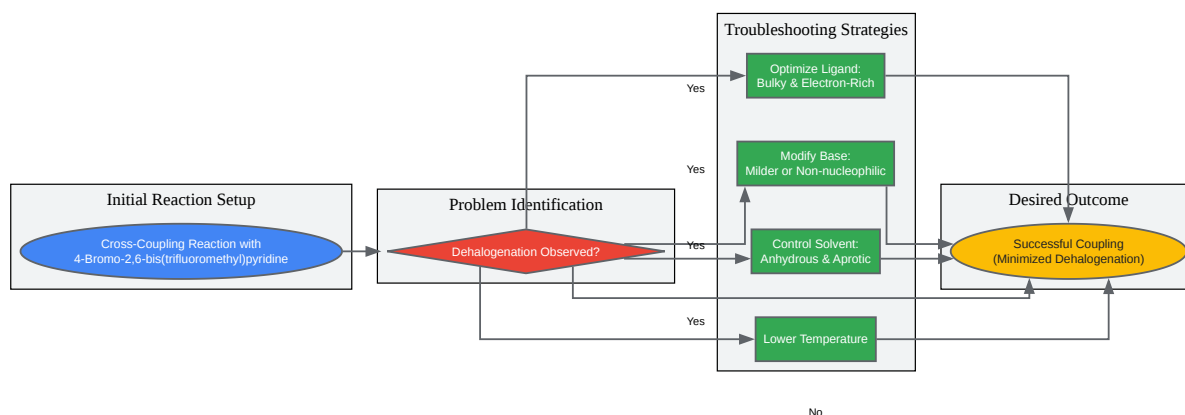 Initial Reaction Setup
Cross-Coupling Reaction with
4-Bromo-2,6-bis(trifluoromethyl)pyridine
Problem Identification
Dehalogenation Observed?
Yes
Yes
Yes
Yes
No
Troubleshooting Strategies
Optimize Ligand:
Bulky & Electron-Rich
Modify Base:
Milder or Non-nucleophilic
Control Solvent:
Anhydrous & Aprotic
Lower Temperature
Desired Outcome
Successful Coupling
(Minimized Dehalogenation)